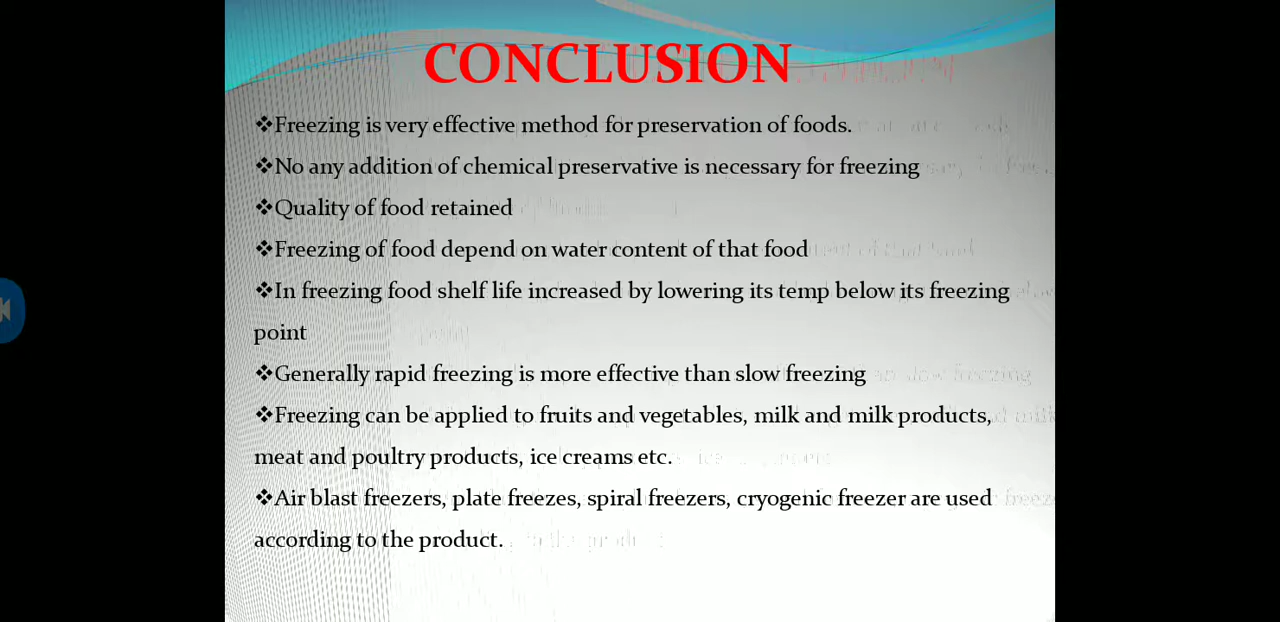 CONCLUSION
❖Freezing is very effective method for preservation of foods.
❖No any addition of chemical preservative is necessary for freezing
❖Quality of food retained
❖Freezing of food depend on water content of that food
❖In freezing food shelf life increased by lowering its temp below its freezing
point
❖Generally rapid freezing is more effective than slow freezing
❖Freezing can be applied to fruits and vegetables, milk and milk products,
meat and poultry products, ice creams etc.
❖Air blast freezers, plate freezes, spiral freezers, cryogenic freezer are used
according to the product.